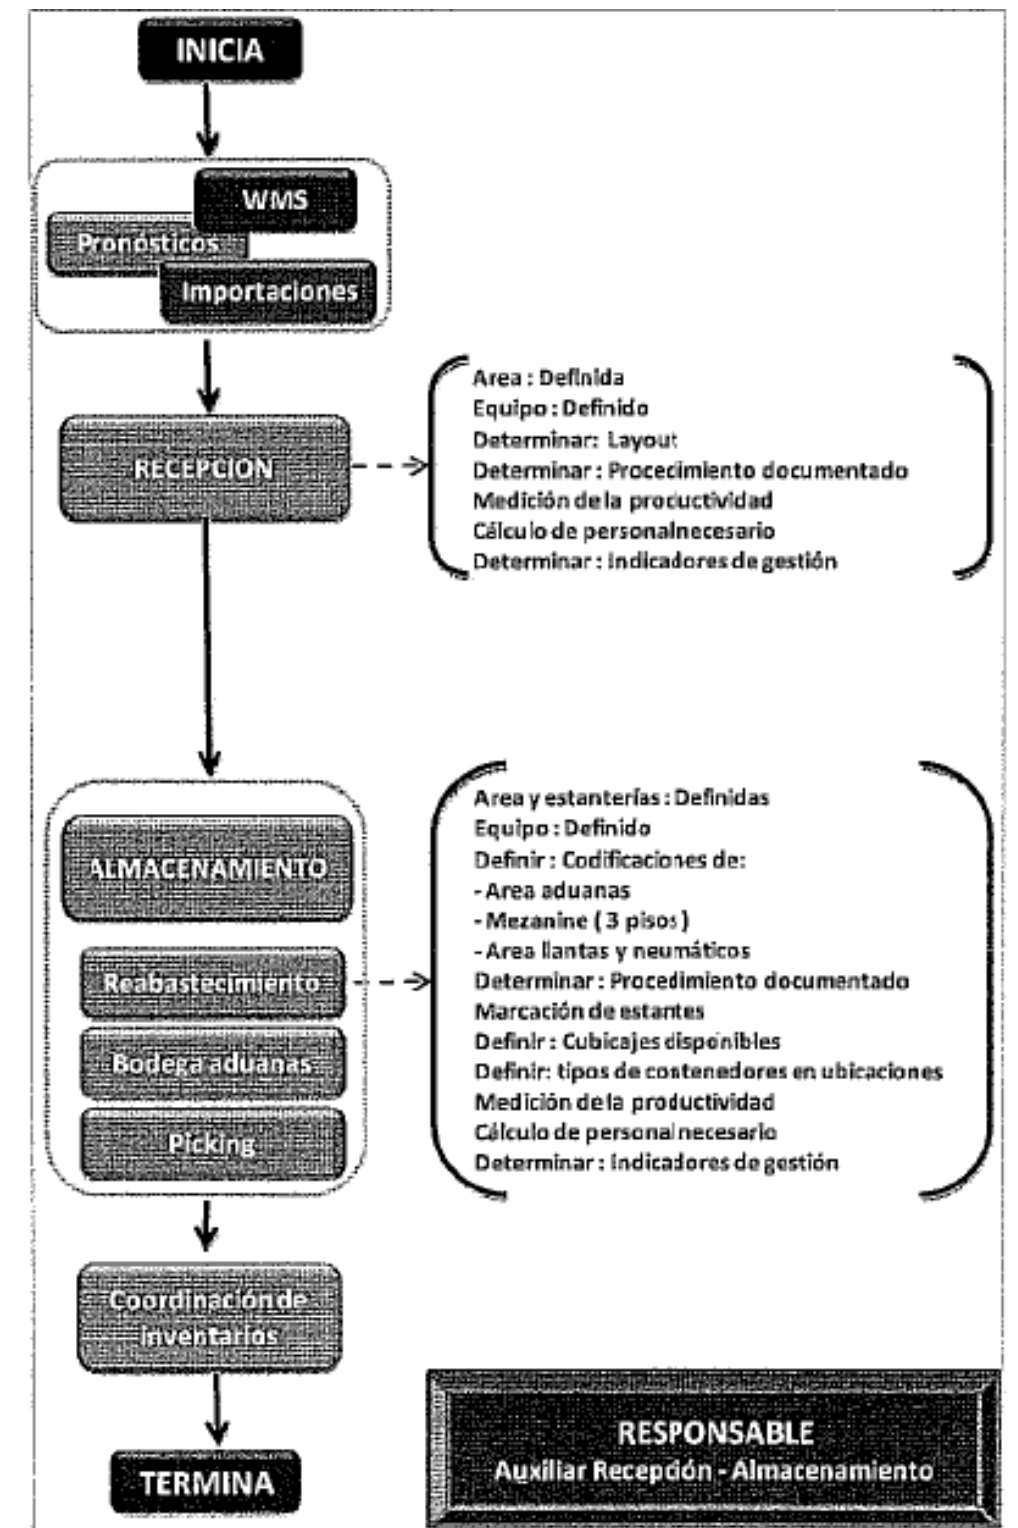 INICIA
WMS
Pronósticos
Importaciones
RECEPCION
Area : Definida
Equipo : Definido
Determinar: Layout
Determinar : Procedimiento documentado
Medición de la productividad
Cálculo de personalnecesario
Determinar : Indicadores de gestión
ALMACENAMIENTO
Reabastecimiento
Bodega aduanas
Picking
Area y estanterías : Definidas
Equipo : Definido
Definir : Codificaciones de:
- Area aduanas
- Mezanine ( 3 pisos )
- Area llantas y neumáticos
Determinar : Procedimiento documentado
Marcación de estantes
Definir : Cubicajes disponibles
Definir: tipos de contenedores en ubicaciones
Medición de la productividad
Cálculo de personal necesario
Determinar : Indicadores de gestión
Coordinación de
inventarios
TERMINA
RESPONSABLE
Auxiliar Recepción - Almacenamiento